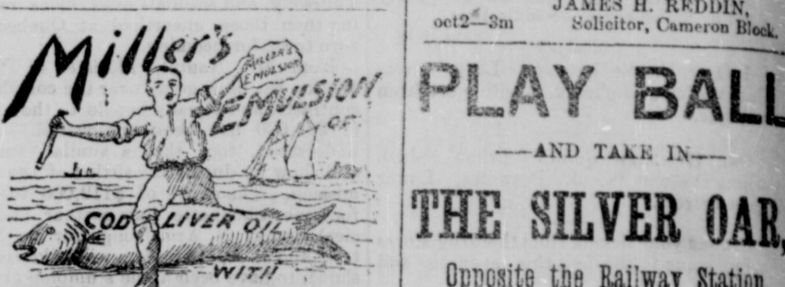 Miller's
MILLER'S
EMULSION
EMULSION
OF
COD LIVER OIL
WITH
JAMES H. REDDIN,
oct2—3m Solicitor, Cameron Block.
PLAY BALL
—AND TAKE IN—
THE SILVER OAR,
Opposite the Railway Station